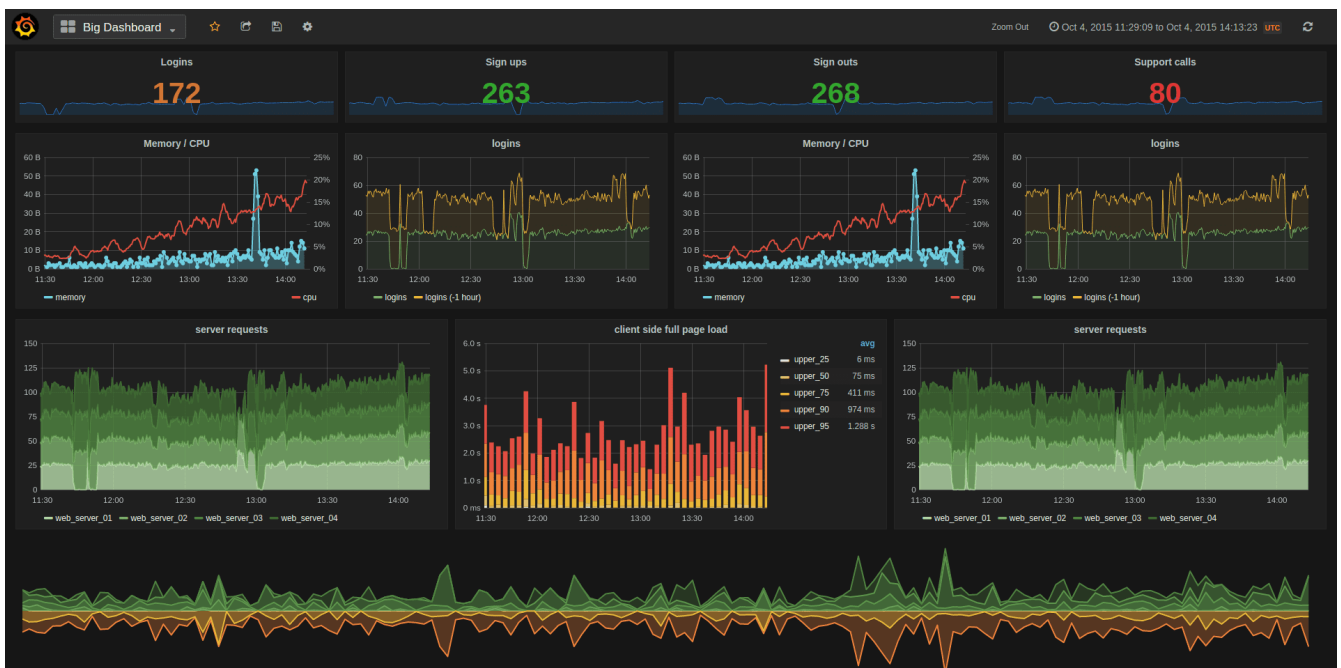 Big Dashboard
Zoom Out
Oct 4, 2015 11:29:09 to Oct 4, 2015 14:13:23 UTC
Logins
172
Sign ups
263
Sign outs
268
Support calls
80
Memory / CPU
60 B
50 B
40 B
30 B
20 B
10 B
0 B
25%
20%
15%
10%
5%
0%
11:30 12:00 12:30 13:00 13:30 14:00
memory cpu
logins
80
60
40
20
0
11:30 12:00 12:30 13:00 13:30 14:00
logins logins (-1 hour)
Memory / CPU
60 B
50 B
40 B
30 B
20 B
10 B
0 B
25%
20%
15%
10%
5%
0%
11:30 12:00 12:30 13:00 13:30 14:00
memory cpu
logins
80
60
40
20
0
11:30 12:00 12:30 13:00 13:30 14:00
logins logins (-1 hour)
server requests
150
125
100
75
50
25
0
11:30 12:00 12:30 13:00 13:30 14:00
web_server_01 web_server_02 web_server_03 web_server_04
client side full page load
6.0 s
5.0 s
4.0 s
3.0 s
2.0 s
1.0 s
0 ms
11:30 12:00 12:30 13:00 13:30 14:00
avg
upper_25 6 ms
upper_50 75 ms
upper_75 411 ms
upper_90 974 ms
upper_95 1.288 s
server requests
150
125
100
75
50
25
0
11:30 12:00 12:30 13:00 13:30 14:00
web_server_01 web_server_02 web_server_03 web_server_04